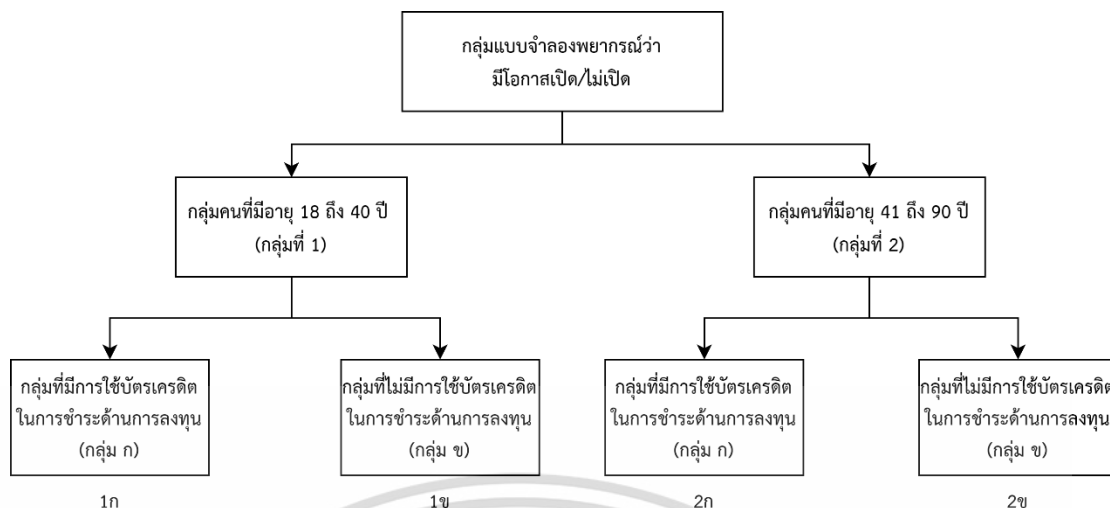 กลุ่มแบบจำลองพยากรณ์ว่า
มีโอกาสเปิด/ไม่เปิด
กลุ่มคนที่มีอายุ 18 ถึง 40 ปี
(กลุ่มที่ 1)
กลุ่มคนที่มีอายุ 41 ถึง 90 ปี
(กลุ่มที่ 2)
กลุ่มที่มีการใช้บัตรเครดิต
ในการชำระด้านการลงทุน
(กลุ่ม ก)
กลุ่มที่ไม่มีการใช้บัตรเครดิต
ในการชำระด้านการลงทุน
(กลุ่ม ข)
กลุ่มที่มีการใช้บัตรเครดิต
ในการชำระด้านการลงทุน
(กลุ่ม ก)
กลุ่มที่ไม่มีการใช้บัตรเครดิต
ในการชำระด้านการลงทุน
(กลุ่ม ข)
1ก
1ข
2ก
2ข